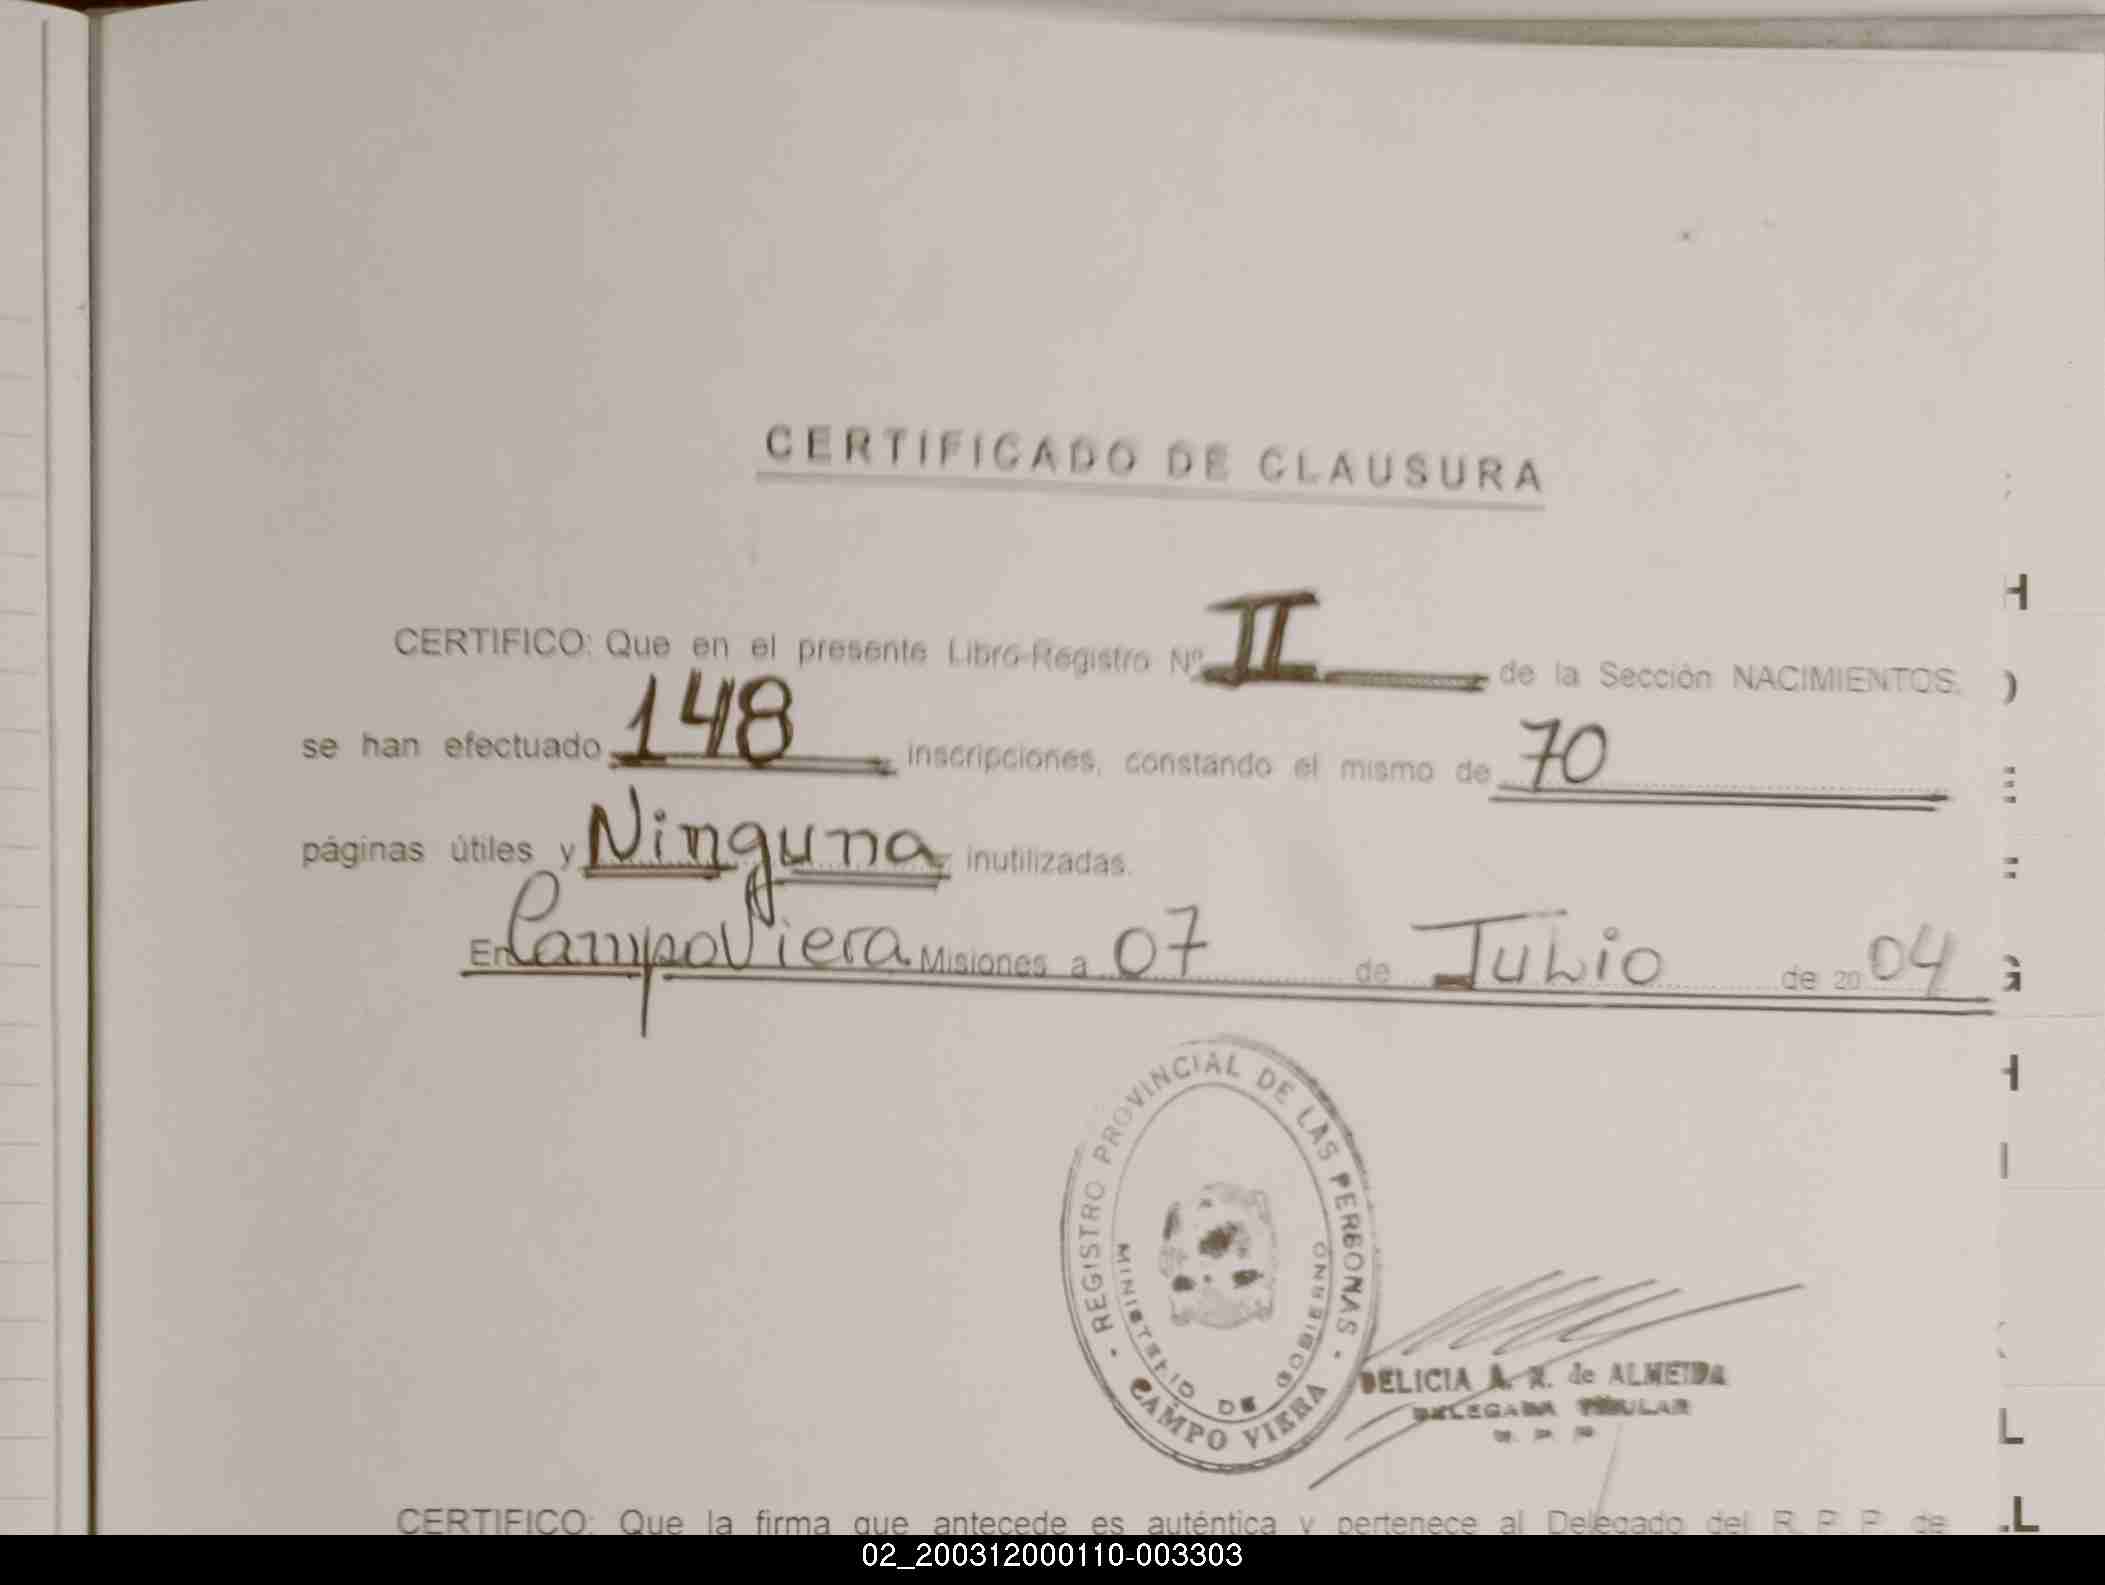 CERTIFICADO DE CLAUSURA
CERTIFICO: Que en el presente Libro-Registro Nº II de la Sección NACIMIENTOS,
se han efectuado 148 inscripciones, constando el mismo de 70
páginas útiles y Ninguna inutilizadas.
En Campo Viera. Misiones a 07 de Julio de 2004
· REGISTRO PROVINCIAL DE LAS PERSONAS ·
MINISTERIO DE GOBIERNO
CAMPO VIERA
DELICIA A. R. de ALMEIDA
DELEGADA TITULAR
CERTIFICO: Que la firma que antecede es auténtica y pertenece al Delegado del R. P. P. de
02_200312000110-003303